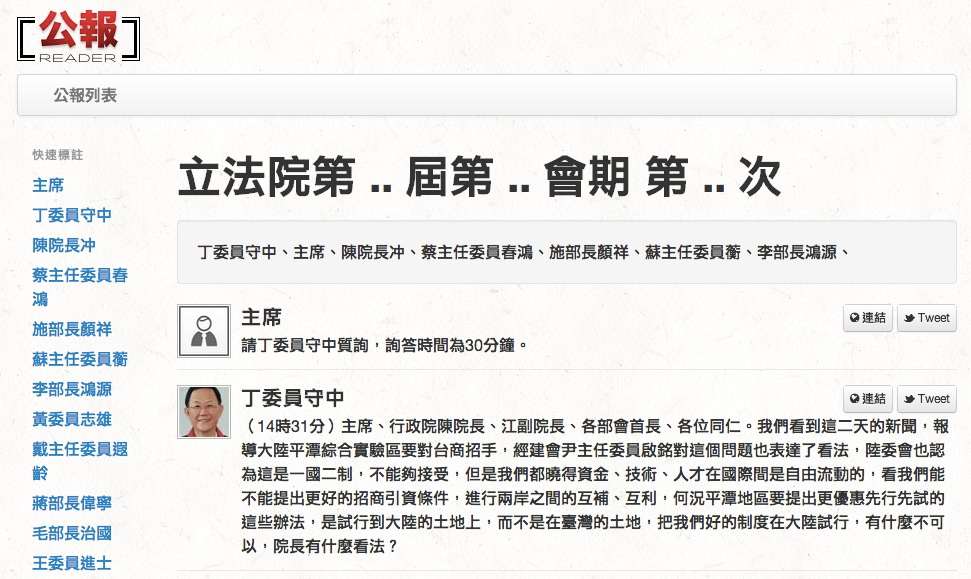 公報
READER
公報列表
快速標註
主席
丁委員守中
陳院長冲
蔡主任委員春
鴻
施部長顏祥
蘇主任委員蘅
李部長鴻源
黃委員志雄
戴主任委員遐
齡
蔣部長偉寧
毛部長治國
王委員進士
立法院第 .. 屆第 .. 會期 第 .. 次
丁委員守中、主席、陳院長冲、蔡主任委員春鴻、施部長顏祥、蘇主任委員蘅、李部長鴻源、
主席
連結
Tweet
請丁委員守中質詢，詢答時間為30分鐘。
丁委員守中
連結
Tweet
（14時31分）主席、行政院陳院長、江副院長、各部會首長、各位同仁。我們看到這二天的新聞，報
導大陸平潭綜合實驗區要對台商招手，經建會尹主任委員啟銘對這個問題也表達了看法，陸委會也認
為這是一國二制，不能夠接受，但是我們都曉得資金、技術、人才在國際間是自由流動的，看我們能
不能提出更好的招商引資條件，進行兩岸之間的互補、互利，何況平潭地區要提出更優惠先行先試的
這些辦法，是試行到大陸的土地上，而不是在臺灣的土地，把我們好的制度在大陸試行，有什麼不可
以，院長有什麼看法？